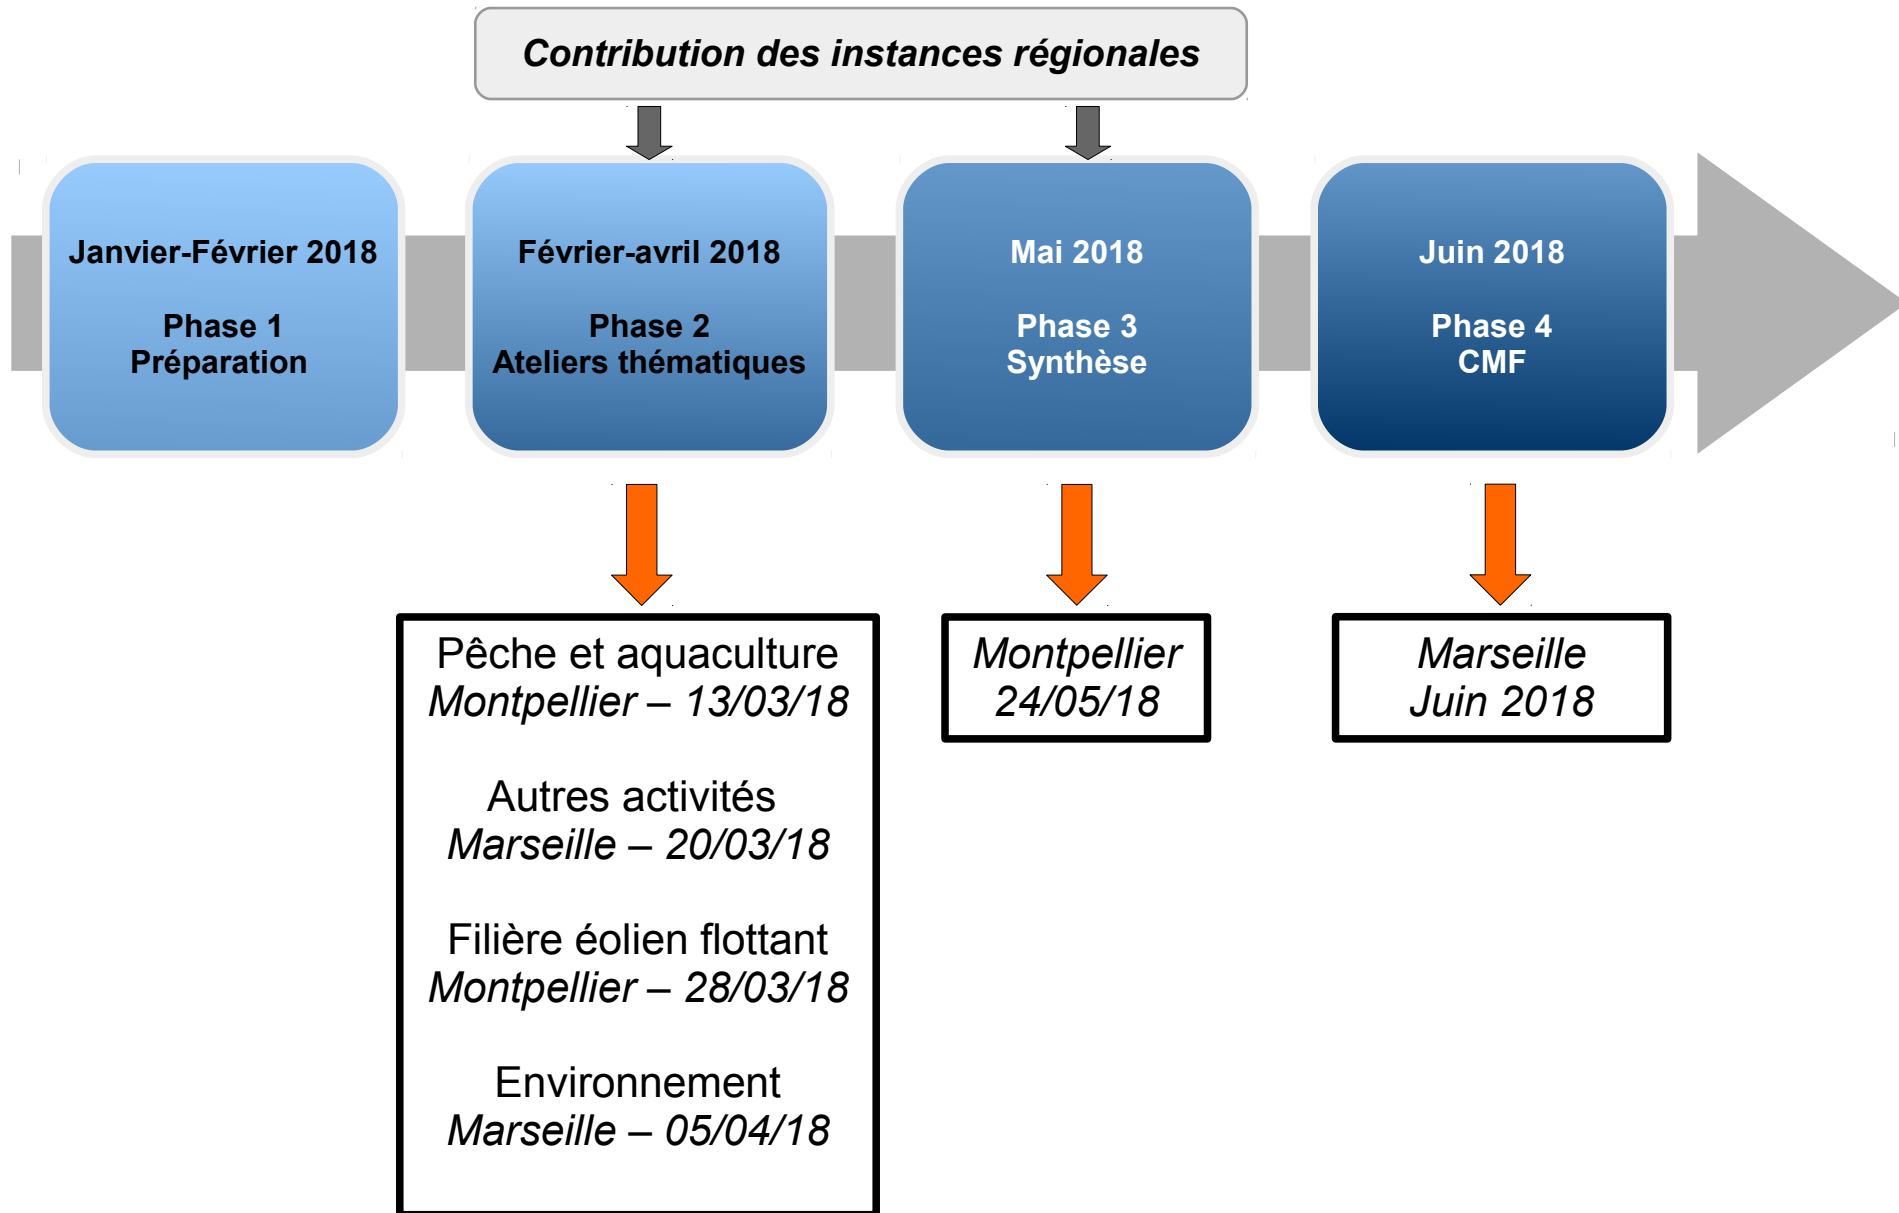 Contribution des instances régionales
Janvier-Février 2018
Phase 1
Préparation
Février-avril 2018
Phase 2
Ateliers thématiques
Mai 2018
Phase 3
Synthèse
Juin 2018
Phase 4
CMF
Pêche et aquaculture
Montpellier – 13/03/18
Autres activités
Marseille – 20/03/18
Filière éolien flottant
Montpellier – 28/03/18
Environnement
Marseille – 05/04/18
Montpellier
24/05/18
Marseille
Juin 2018